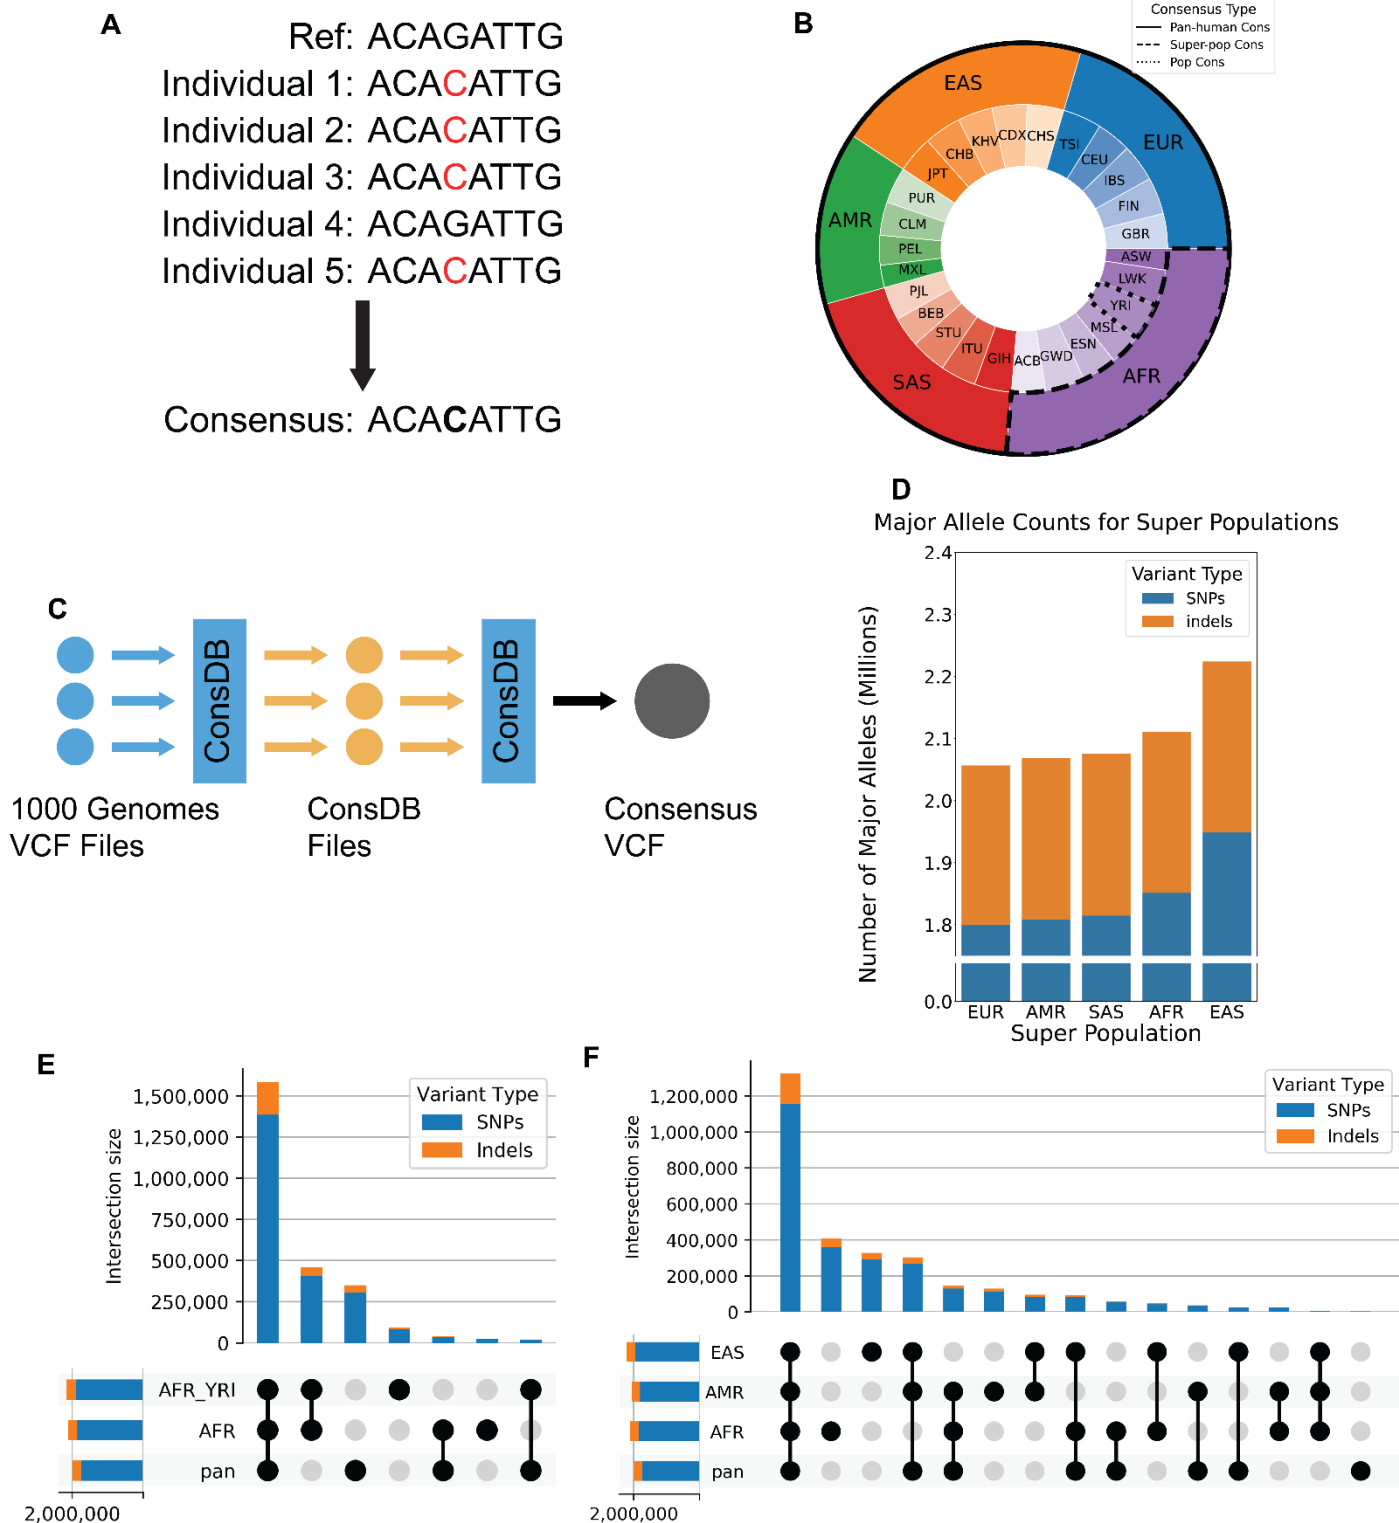 A
Ref: ACAGATTG
Individual 1: ACACATTG
Individual 2: ACACATTG
Individual 3: ACACATTG
Individual 4: ACAGATTG
Individual 5: ACACATTG
Consensus: ACACATTG
B
Consensus Type
Pan-human Cons
Super-pop Cons
Pop Cons
EAS
EUR
AMR
SAS
AFR
JPT
CHB
KHV
CDX
CHS
TSI
CEU
IBS
FIN
GBR
ASW
LWK
YRI
MSL
ESN
GWD
ACB
GIH
ITU
STU
BEB
PJL
MXL
PEL
CLM
PUR
C
ConsDB
ConsDB
1000 Genomes
VCF Files
ConsDB
Files
Consensus
VCF
D
Major Allele Counts for Super Populations
Number of Major Alleles (Millions)
2.4
2.3
2.2
2.1
2.0
1.9
1.8
0.0
Variant Type
SNPs
indels
EUR AMR SAS AFR EAS
Super Population
E
Intersection size
1,500,000
1,250,000
1,000,000
750,000
500,000
250,000
0
Variant Type
SNPs
Indels
AFR_YRI
AFR
pan
2,000,000
F
Intersection size
1,200,000
1,000,000
800,000
600,000
400,000
200,000
0
Variant Type
SNPs
Indels
EAS
AMR
AFR
pan
2,000,000